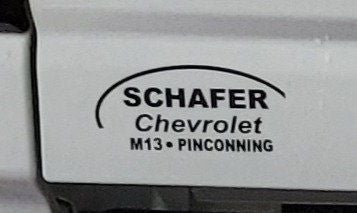 SCHAFER
Chevrolet
M13 • PINCONNING